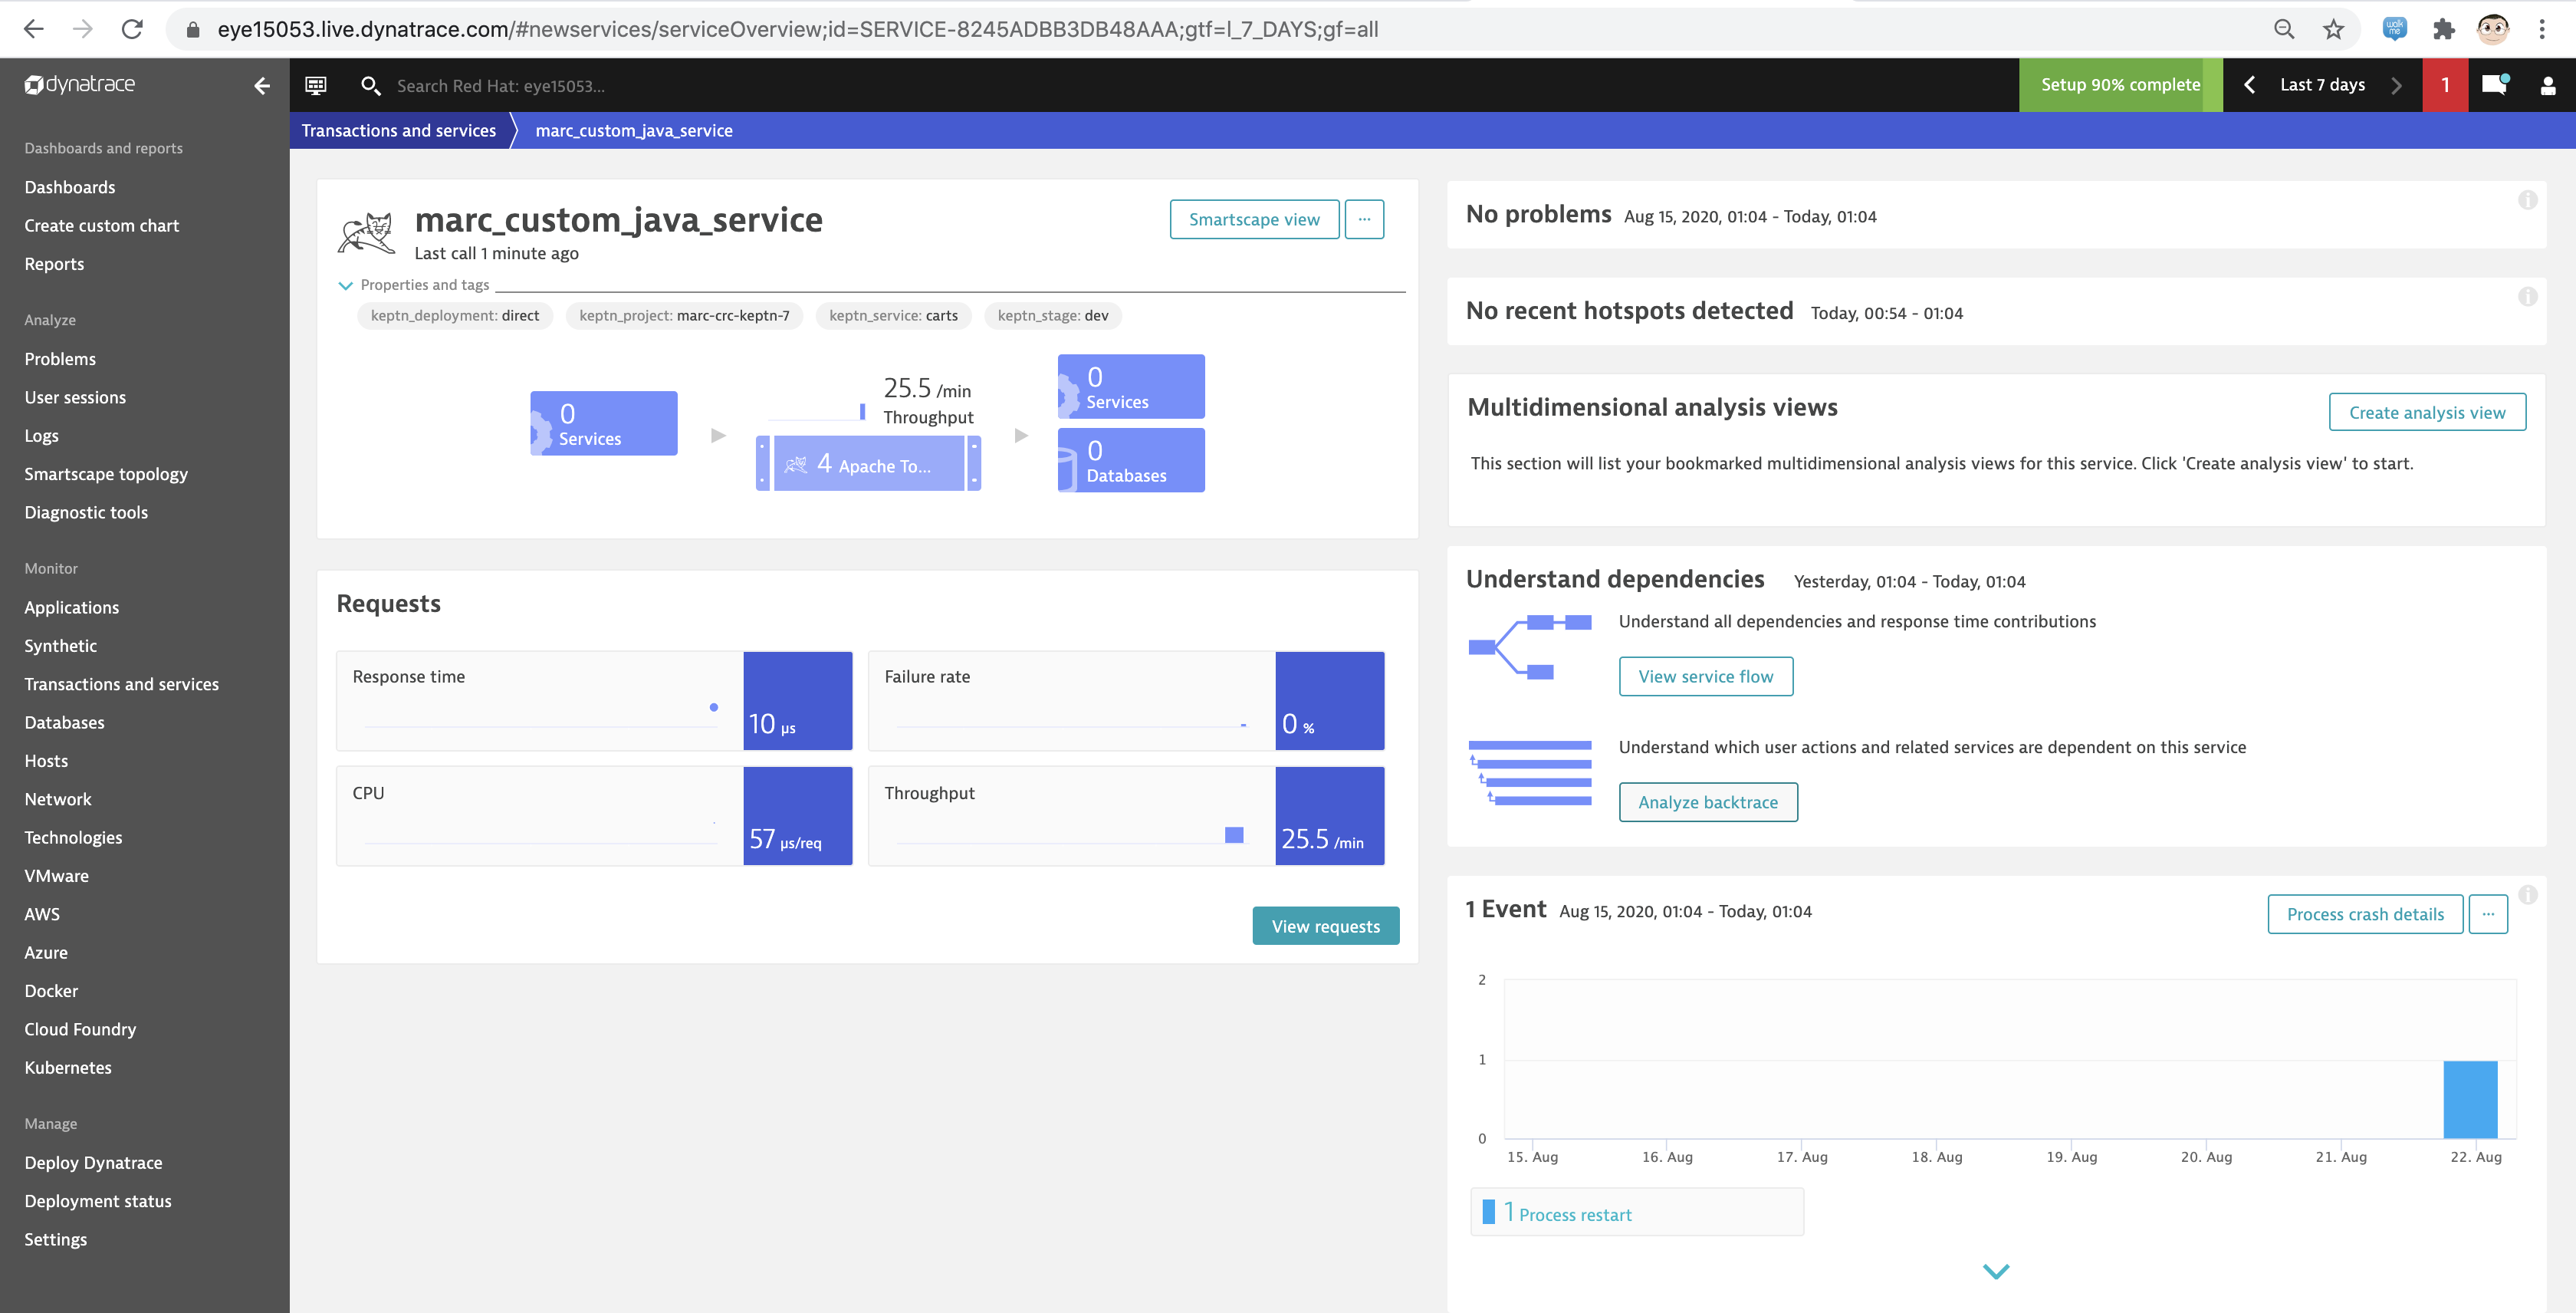 eye15053.live.dynatrace.com/#newservices/serviceOverview;id=SERVICE-8245ADBB3DB48AAA;gtf=l_7_DAYS;gf=all
walk me
dynatrace
Search Red Hat: eye15053...
Setup 90% complete
Last 7 days
1
Transactions and services
marc_custom_java_service
Dashboards and reports
Dashboards
Create custom chart
Reports
Analyze
Problems
User sessions
Logs
Smartscape topology
Diagnostic tools
Monitor
Applications
Synthetic
Transactions and services
Databases
Hosts
Network
Technologies
VMware
AWS
Azure
Docker
Cloud Foundry
Kubernetes
Manage
Deploy Dynatrace
Deployment status
Settings
marc_custom_java_service
Last call 1 minute ago
Smartscape view
...
Properties and tags
keptn_deployment: direct
keptn_project: marc-crc-keptn-7
keptn_service: carts
keptn_stage: dev
0
Services
25.5 /min
Throughput
4 Apache To...
0
Services
0
Databases
Requests
Response time
10 µs
Failure rate
0 %
CPU
57 µs/req
Throughput
25.5 /min
View requests
No problems Aug 15, 2020, 01:04 - Today, 01:04
No recent hotspots detected Today, 00:54 - 01:04
Multidimensional analysis views
Create analysis view
This section will list your bookmarked multidimensional analysis views for this service. Click 'Create analysis view' to start.
Understand dependencies Yesterday, 01:04 - Today, 01:04
Understand all dependencies and response time contributions
View service flow
Understand which user actions and related services are dependent on this service
Analyze backtrace
1 Event Aug 15, 2020, 01:04 - Today, 01:04
Process crash details
...
2
1
0
15. Aug
16. Aug
17. Aug
18. Aug
19. Aug
20. Aug
21. Aug
22. Aug
1 Process restart